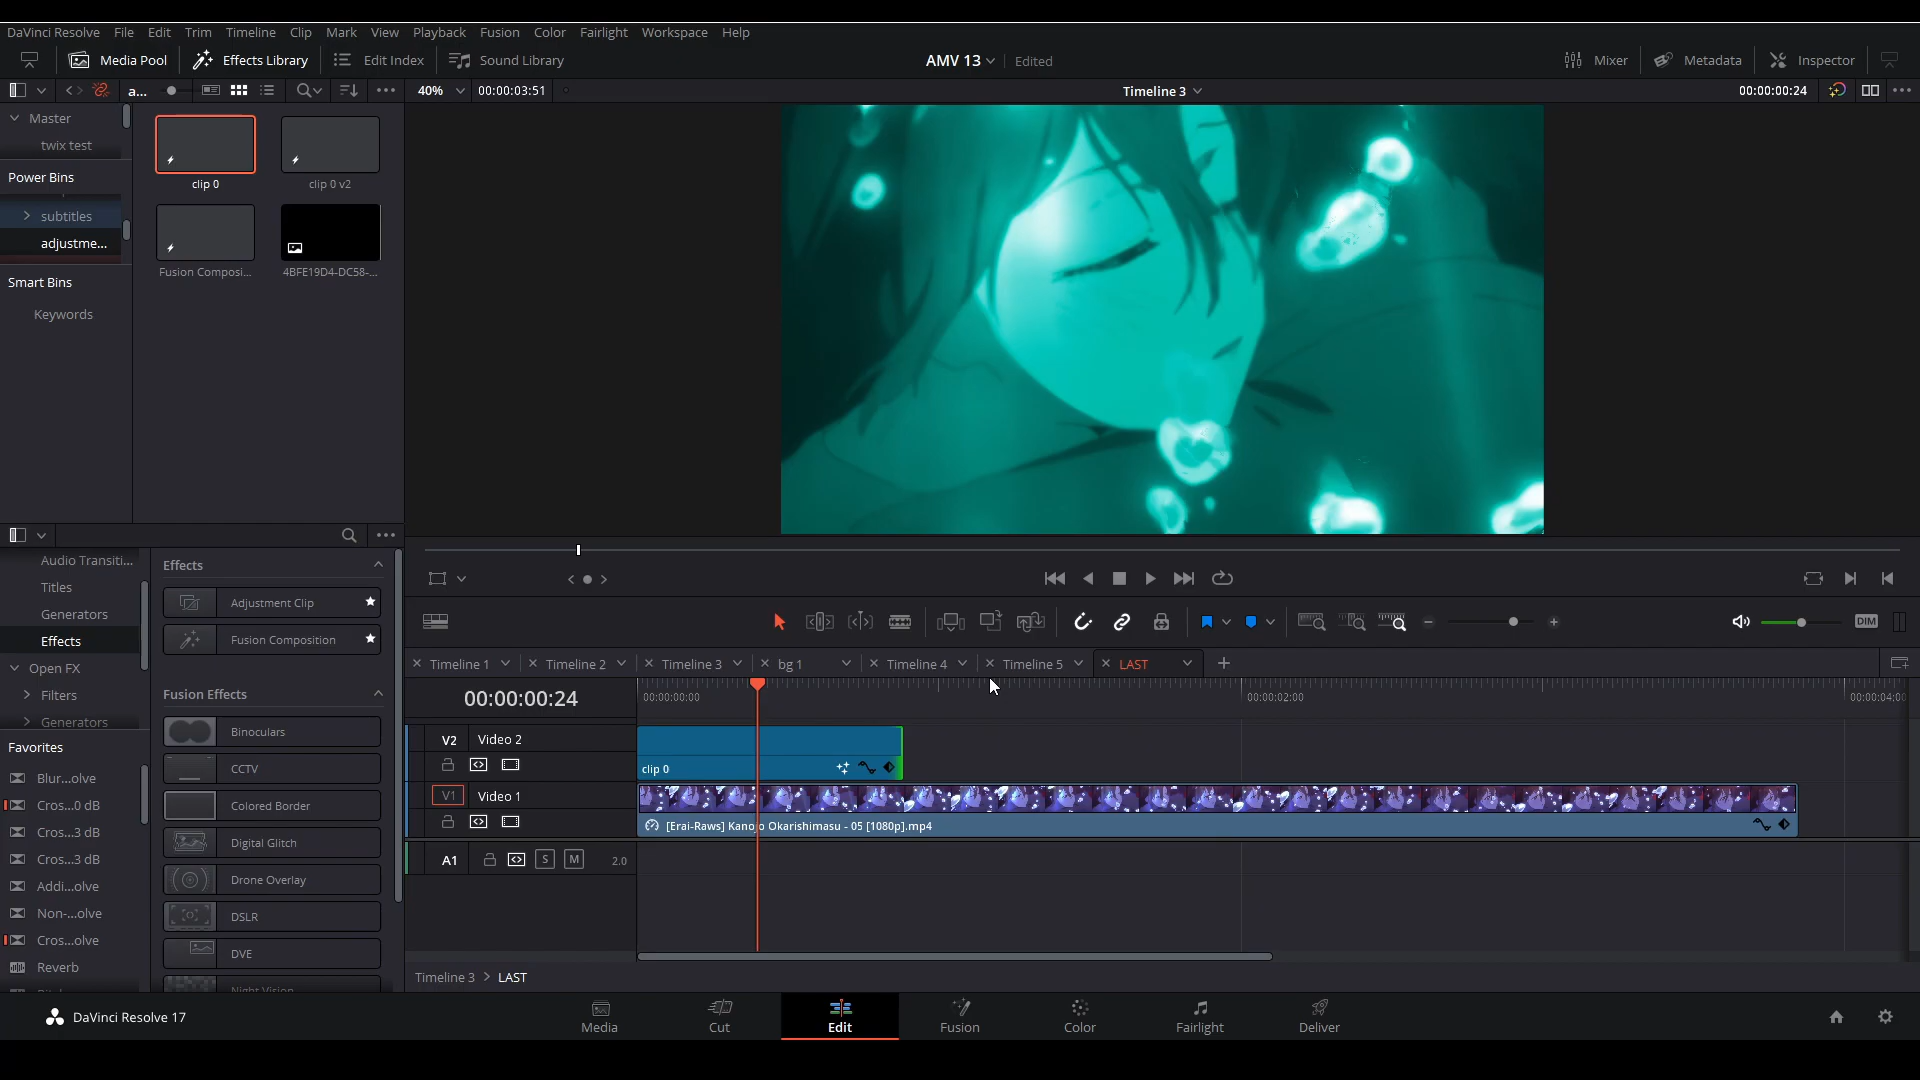 DaVinci Resolve File Edit Trim Timeline Clip Mark View Playback Fusion Color Fairlight Workspace Help
Media Pool Effects Library Edit Index Sound Library AMV 13 Edited Mixer Metadata Inspector
a... 40% 00:00:03:51 Timeline 3 00:00:00:24
Master
twix test
Power Bins
subtitles
adjustme...
Smart Bins
Keywords
clip 0 clip 0 v2
Fusion Composi... 4BFE19D4-DC58-...
Audio Transiti...
Titles
Generators
Effects
Open FX
Filters
Generators
Favorites
Blur...olve
Cros...0 dB
Cros...3 dB
Cros...3 dB
Addi...olve
Non-...olve
Cros...olve
Reverb
Effects
Adjustment Clip
Fusion Composition
Fusion Effects
Binoculars
CCTV
Colored Border
Digital Glitch
Drone Overlay
DSLR
DVE
Night Vision
DIM
Timeline 1 Timeline 2 Timeline 3 bg 1 Timeline 4 Timeline 5 LAST
00:00:00:24 00:00:00:00 00:00:02:00 00:00:04:00
V2 Video 2
clip 0
V1 Video 1
[Erai-Raws] Kanojo Okarishimasu - 05 [1080p].mp4
A1 S M 2.0
Timeline 3 > LAST
DaVinci Resolve 17 Media Cut Edit Fusion Color Fairlight Deliver